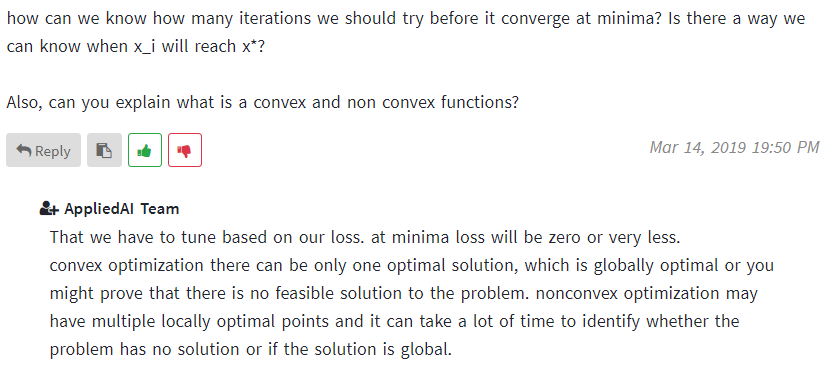 how can we know how many iterations we should try before it converge at minima? Is there a way we
can know when x_i will reach x*?
Also, can you explain what is a convex and non convex functions?
Reply
Mar 14, 2019 19:50 PM
AppliedAI Team
That we have to tune based on our loss. at minima loss will be zero or very less.
convex optimization there can be only one optimal solution, which is globally optimal or you
might prove that there is no feasible solution to the problem. nonconvex optimization may
have multiple locally optimal points and it can take a lot of time to identify whether the
problem has no solution or if the solution is global.